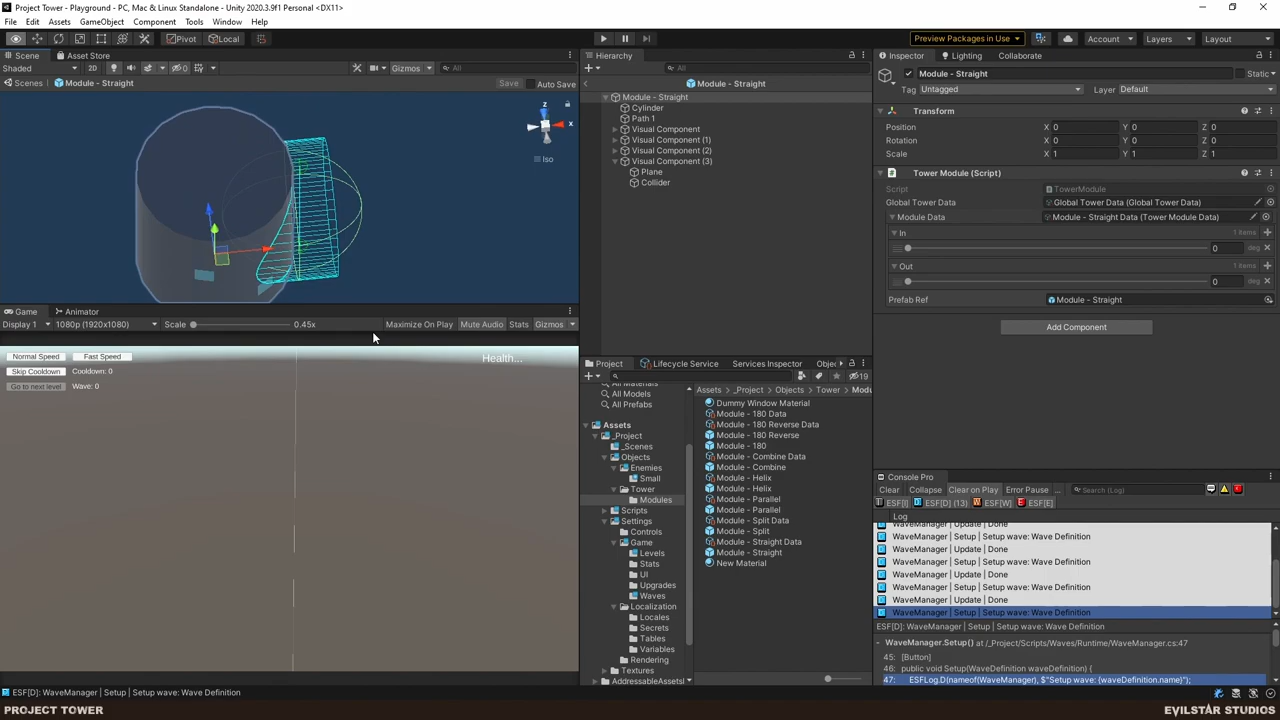 Project Tower - Playground - PC, Mac & Linux Standalone - Unity 2020.3.9f1 Personal <DX11>
File Edit Assets GameObject Component Tools Window Help
Pivot Local
Preview Packages in Use
Account Layers Layout
Scene Asset Store
Shaded 2D 0 Gizmos All
Scenes Module - Straight Save Auto Save
z
x
Iso
Game Animator
Display 1 1080p (1920x1080) Scale 0.45x Maximize On Play Mute Audio Stats Gizmos
Normal Speed Fast Speed Health...
Skip Cooldown Cooldown: 0
Go to next level Wave: 0
Hierarchy
All
Module - Straight
Module - Straight
Cylinder
Path 1
Visual Component
Visual Component (1)
Visual Component (2)
Visual Component (3)
Plane
Collider
Project Lifecycle Service Services Inspector Objec
19
All Materials
All Models
All Prefabs
Assets
_Project
_Scenes
Objects
Enemies
Small
Tower
Modules
Scripts
Settings
Controls
Game
Levels
Stats
UI
Upgrades
Waves
Localization
Locales
Secrets
Tables
Variables
Rendering
Textures
AddressableAssetsI
Assets _Project Objects Tower Modu
Dummy Window Material
Module - 180 Data
Module - 180 Reverse Data
Module - 180 Reverse
Module - 180
Module - Combine Data
Module - Combine
Module - Helix
Module - Helix
Module - Parallel
Module - Parallel
Module - Split Data
Module - Split
Module - Straight Data
Module - Straight
New Material
Inspector Lighting Collaborate
Module - Straight Static
Tag Untagged Layer Default
Transform
Position X 0 Y 0 Z 0
Rotation X 0 Y 0 Z 0
Scale X 1 Y 1 Z 1
Tower Module (Script)
Script TowerModule
Global Tower Data Global Tower Data (Global Tower Data)
Module Data Module - Straight Data (Tower Module Data)
In 1 items
0 deg
Out 1 items
0 deg
Prefab Ref Module - Straight
Add Component
Console Pro
Clear Collapse Clear on Play Error Pause ... Search (Log)
ESF[I] ESF[D] (13) ESF[W] ESF[E]
Log
WaveManager | Update | Done
WaveManager | Setup | Setup wave: Wave Definition
WaveManager | Update | Done
WaveManager | Setup | Setup wave: Wave Definition
WaveManager | Update | Done
WaveManager | Setup | Setup wave: Wave Definition
WaveManager | Update | Done
WaveManager | Setup | Setup wave: Wave Definition
ESF[D]: WaveManager | Setup | Setup wave: Wave Definition
WaveManager.Setup() at /_Project/Scripts/Waves/Runtime/WaveManager.cs:47
45: [Button]
46: public void Setup(WaveDefinition waveDefinition) {
47: ESFLog.D(nameof(WaveManager), $"Setup wave: {waveDefinition.name}");
ESF[D]: WaveManager | Setup | Setup wave: Wave Definition
PROJECT TOWER
EVILSTAR STUDIOS